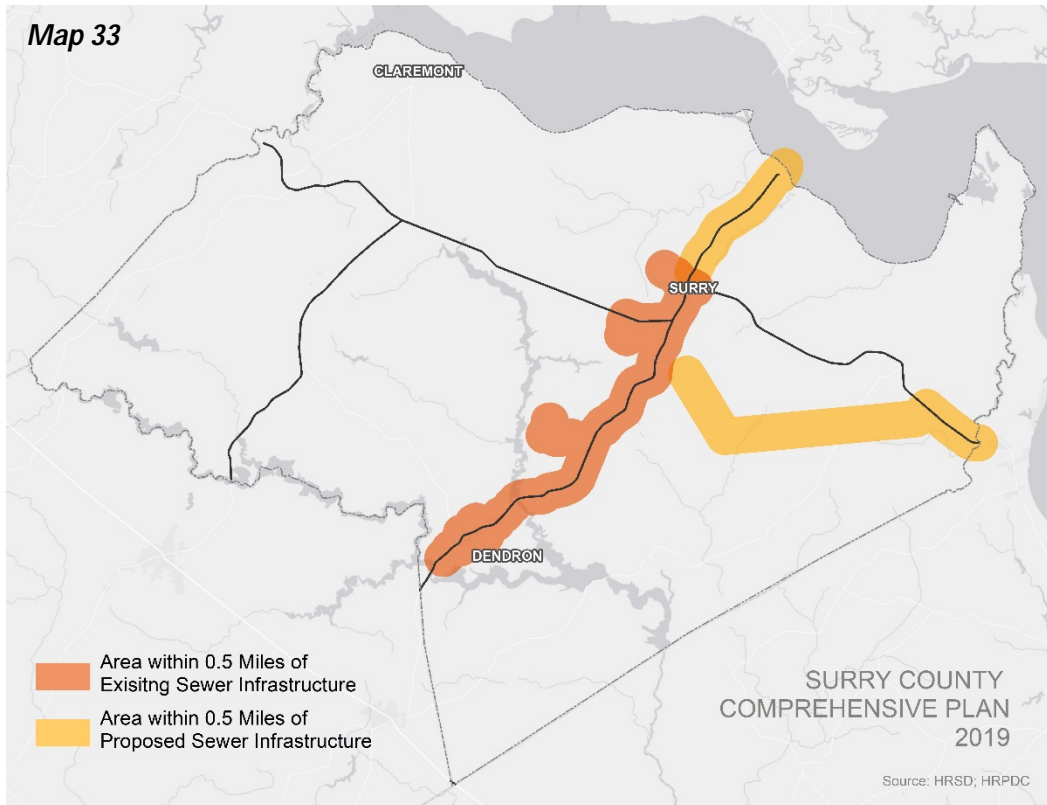 Map 33
CLAREMONT
SURRY
DENDRON
Area within 0.5 Miles of
Exisitng Sewer Infrastructure
Area within 0.5 Miles of
Proposed Sewer Infrastructure
SURRY COUNTY
COMPREHENSIVE PLAN
2019
Source: HRSD; HRPDC